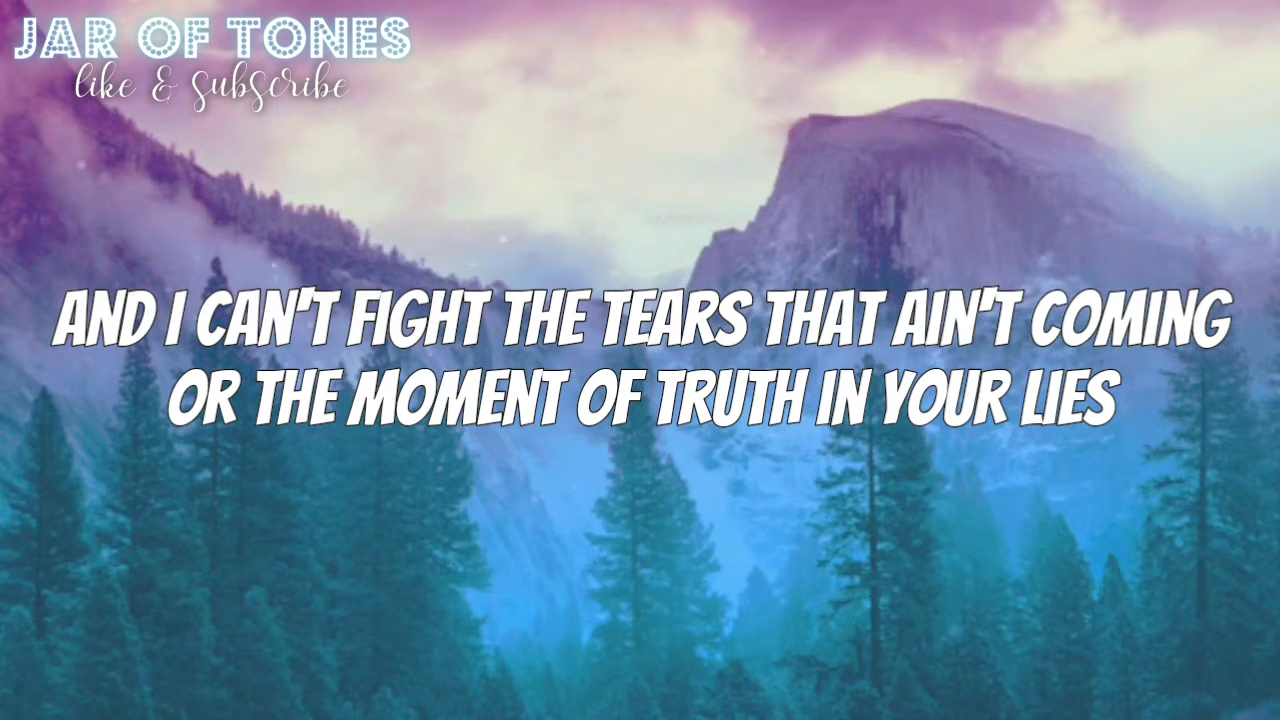 JAR OF TONES
like & subscribe
AND I CAN'T FIGHT THE TEARS THAT AIN'T COMING
OR THE MOMENT OF TRUTH IN YOUR LIES